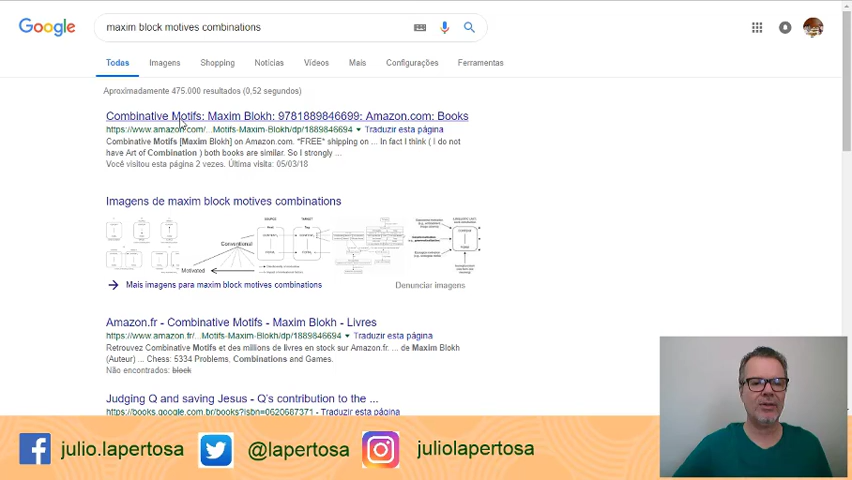 Google
maxim block motives combinations
Todas Imagens Shopping Notícias Vídeos Mais Configurações Ferramentas
Aproximadamente 475.000 resultados (0,52 segundos)
Combinative Motifs: Maxim Blokh: 9781889846699: Amazon.com: Books
https://www.amazon.com/...Motifs-Maxim-Blokh/dp/1889846694 Traduzir esta página
Combinative Motifs [Maxim Blokh] on Amazon.com. *FREE* shipping on ... In fact I think ( I do not
have Art of Combination ) both books are similar. So I strongly ...
Você visitou esta página 2 vezes. Última visita: 05/03/18
Imagens de maxim block motives combinations
SOURCE TARGET
Conventional
Motivated
Mais imagens para maxim block motives combinations Denunciar imagens
Amazon.fr - Combinative Motifs - Maxim Blokh - Livres
https://www.amazon.fr/...Motifs-Maxim-Blokh/dp/1889846694 Traduzir esta página
Retrouvez Combinative Motifs et des millions de livres en stock sur Amazon.fr. ... de Maxim Blokh
(Auteur) ... Chess: 5334 Problems, Combinations and Games.
Não encontrados: block
Judging Q and saving Jesus - Q's contribution to the ...
https://books.google.com.br/books?isbn=0620687371 - Traduzir esta página
julio.lapertosa @lapertosa juliolapertosa